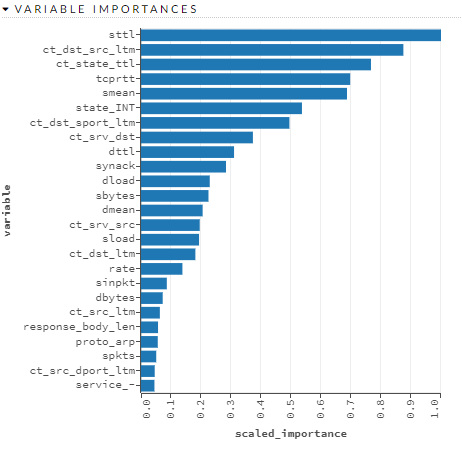 VARIABLE IMPORTANCES
sttl
ct_dst_src_ltm
ct_state_ttl
tcprtt
smean
state_INT
ct_dst_sport_ltm
ct_srv_dst
dttl
synack
dload
sbytes
dmean
ct_srv_src
sload
ct_dst_ltm
rate
sinpkt
dbytes
ct_src_ltm
response_body_len
proto_arp
spkts
ct_src_dport_ltm
service_-
variable
0.0 0.1 0.2 0.3 0.4 0.5 0.6 0.7 0.8 0.9 1.0
scaled_importance